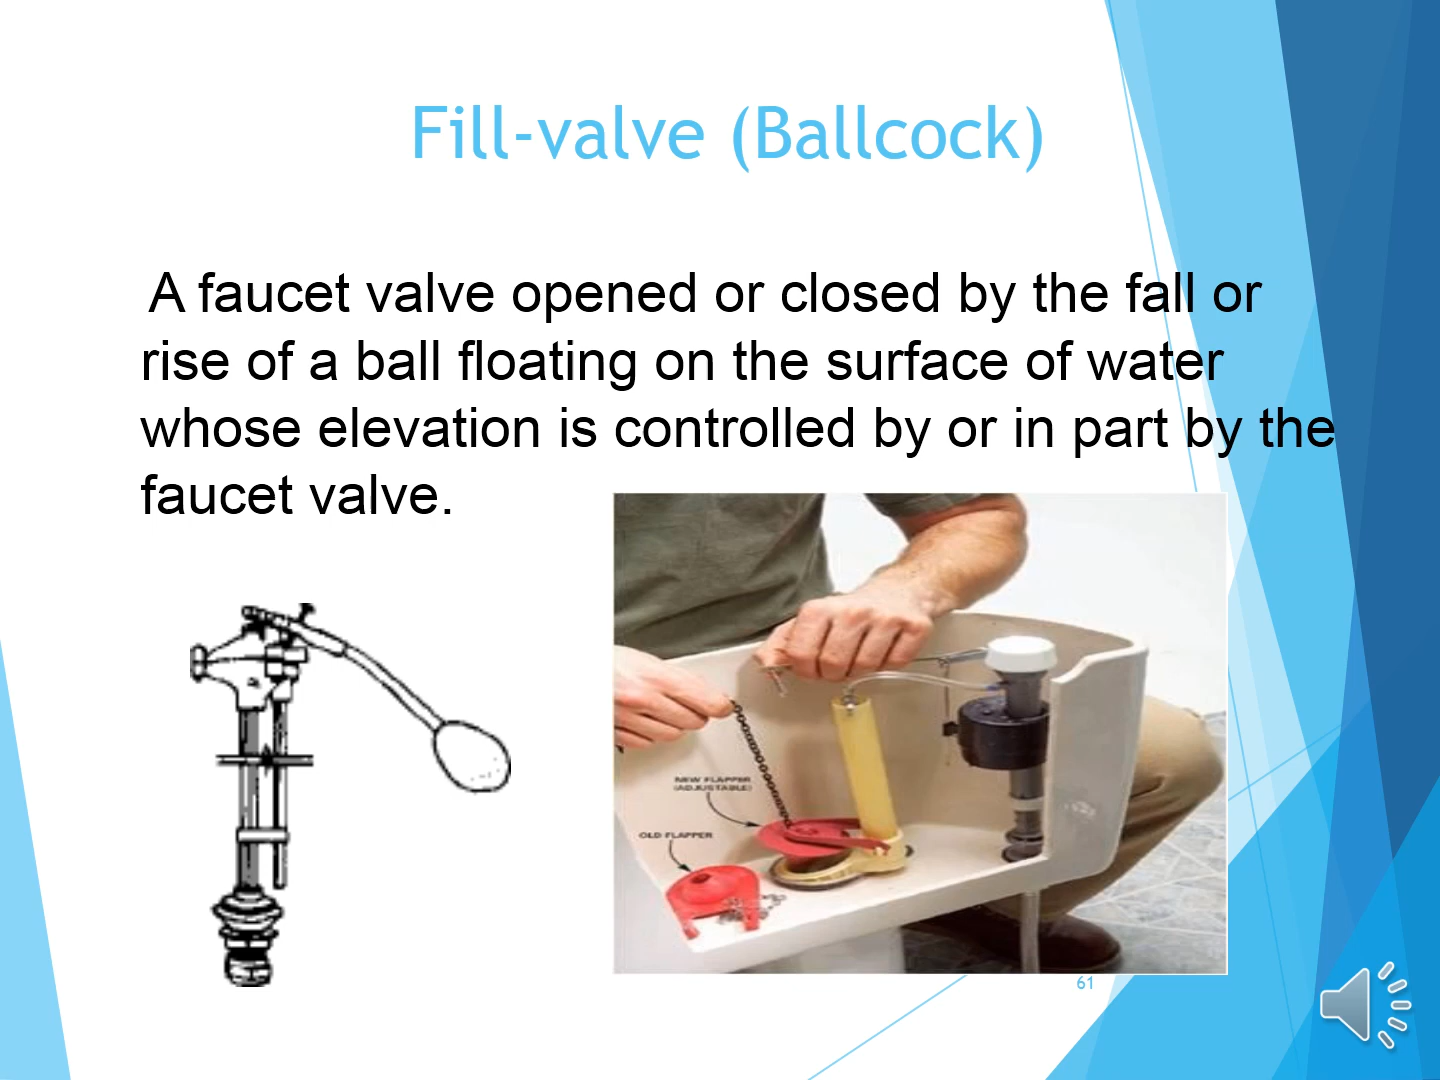 Fill-valve (Ballcock)
A faucet valve opened or closed by the fall or
rise of a ball floating on the surface of water
whose elevation is controlled by or in part by the
faucet valve.
NEW FLAPPER
(ADJUSTABLE)
OLD FLAPPER
61